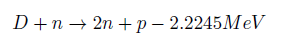 D + n → 2n + p − 2.2245MeV